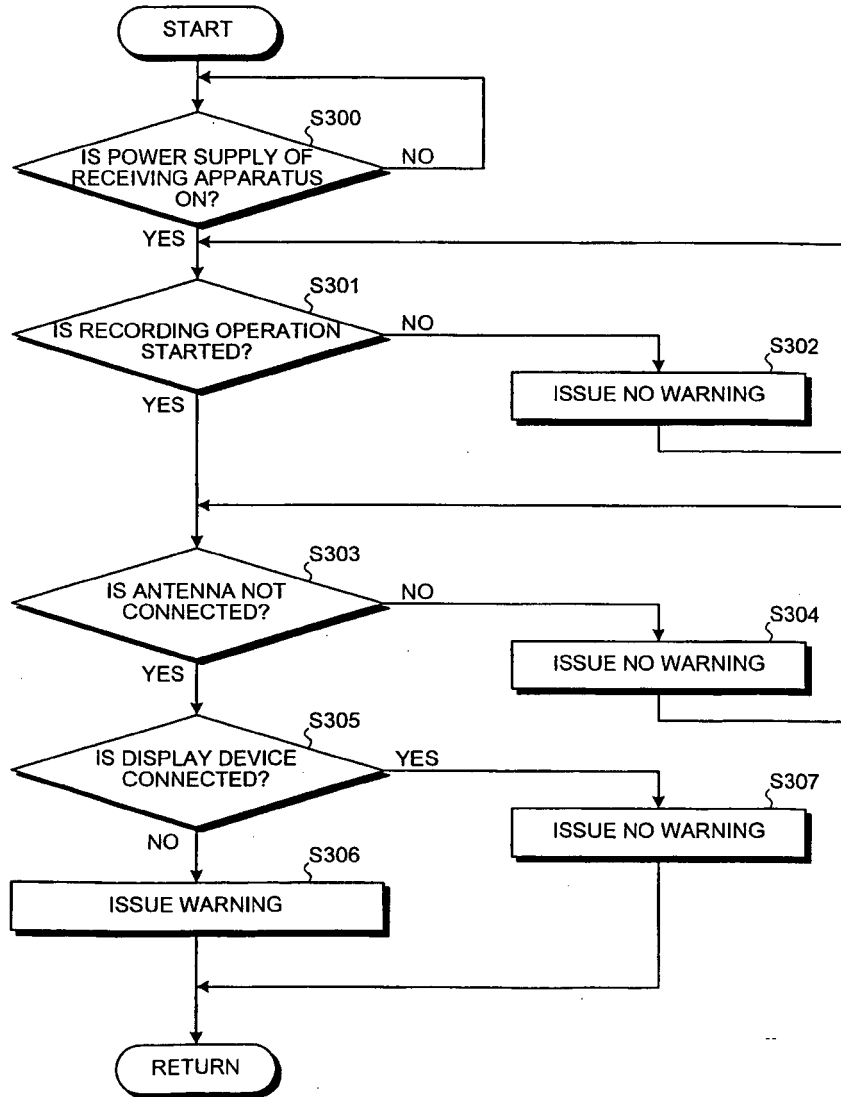 START
S300
IS POWER SUPPLY OF
RECEIVING APPARATUS
ON?
NO
YES
S301
IS RECORDING OPERATION
STARTED?
NO
S302
ISSUE NO WARNING
YES
S303
IS ANTENNA NOT
CONNECTED?
NO
S304
ISSUE NO WARNING
YES
S305
IS DISPLAY DEVICE
CONNECTED?
YES
S307
ISSUE NO WARNING
NO
S306
ISSUE WARNING
RETURN